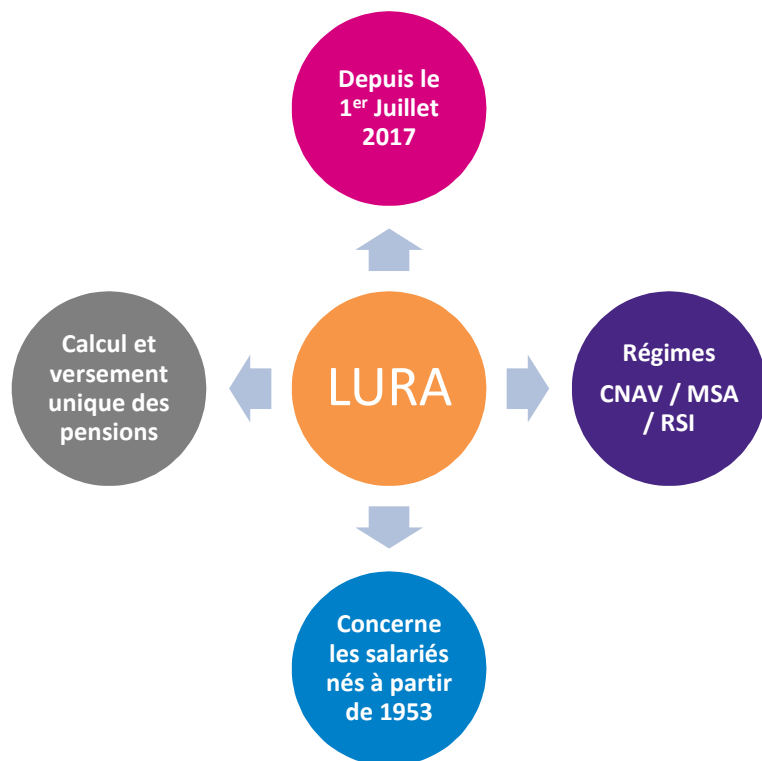 Depuis le
1er Juillet
2017
Calcul et
versement
unique des
pensions
LURA
Régimes
CNAV / MSA
/ RSI
Concerne
les salariés
nés à partir
de 1953